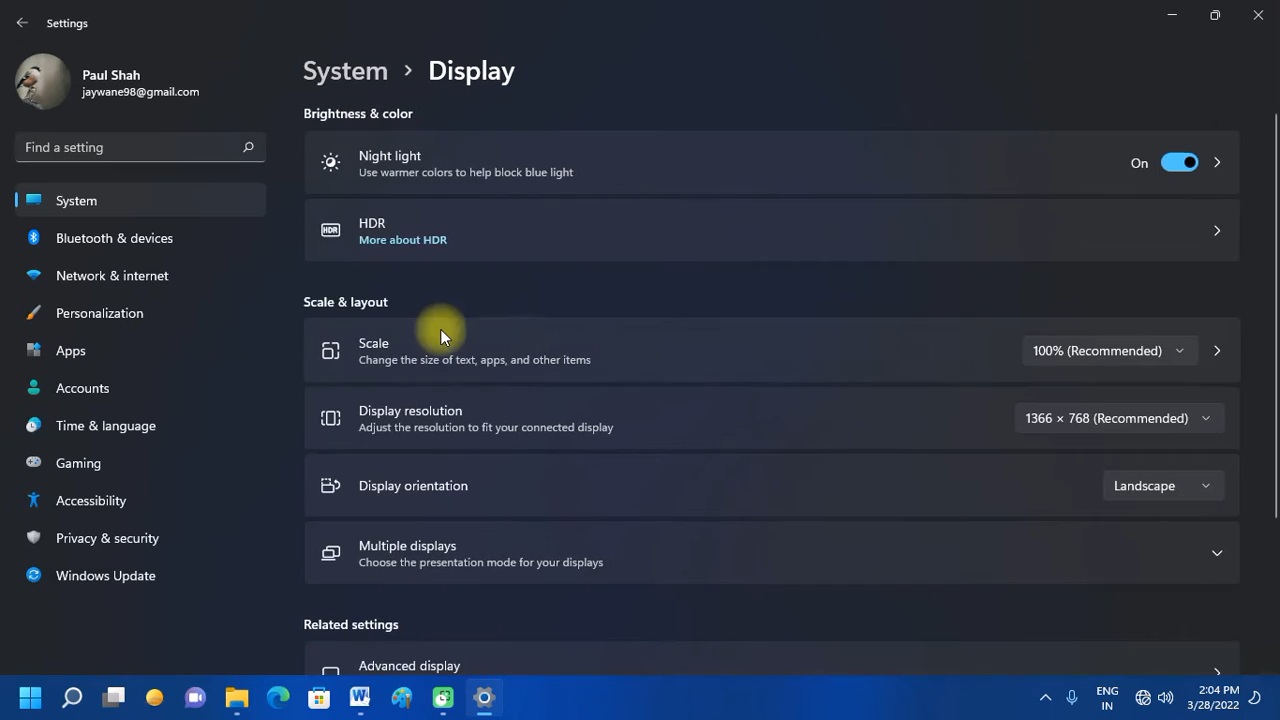 Settings
Paul Shah
jaywane98@gmail.com
Find a setting
System
Bluetooth & devices
Network & internet
Personalization
Apps
Accounts
Time & language
Gaming
Accessibility
Privacy & security
Windows Update
System > Display
Brightness & color
Night light
Use warmer colors to help block blue light
On
HDR
HDR
More about HDR
Scale & layout
Scale
Change the size of text, apps, and other items
100% (Recommended)
Display resolution
Adjust the resolution to fit your connected display
1366 × 768 (Recommended)
Display orientation
Landscape
Multiple displays
Choose the presentation mode for your displays
Related settings
Advanced display
W
ENG
IN
2:04 PM
3/28/2022